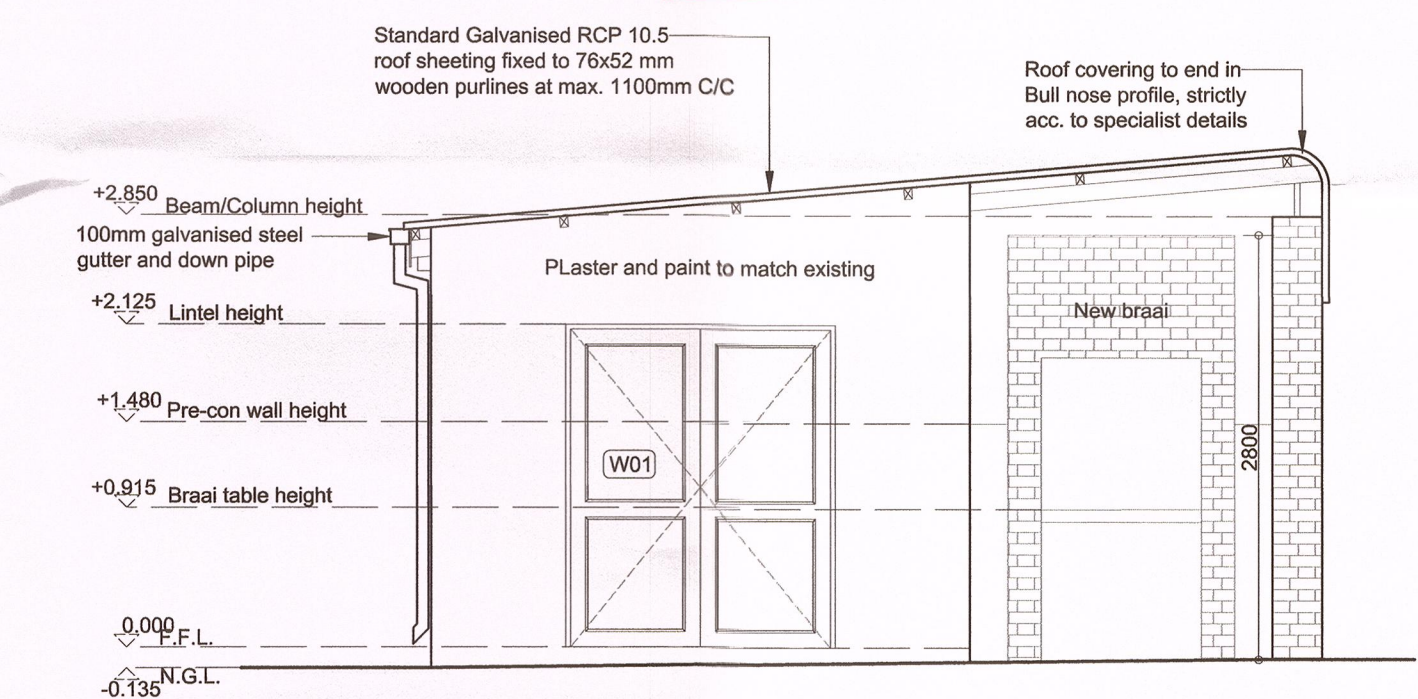 Standard Galvanised RCP 10.5
roof sheeting fixed to 76x52 mm
wooden purlines at max. 1100mm C/C
Roof covering to end in
Bull nose profile, strictly
acc. to specialist details
+2.850 Beam/Column height
100mm galvanised steel
gutter and down pipe
PLaster and paint to match existing
+2.125 Lintel height
New braai
+1.480 Pre-con wall height
2800
W01
+0.915 Braai table height
0.000 F.F.L.
N.G.L.
-0.135